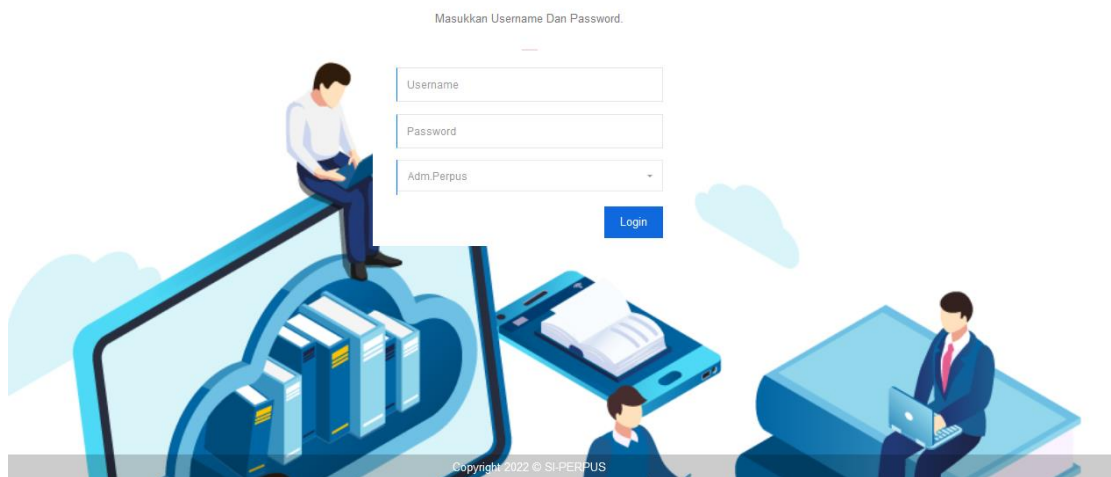 Masukkan Username Dan Password.
Username
Password
Adm.Perpus
Login
Copyright 2022 © SI-PERPUS